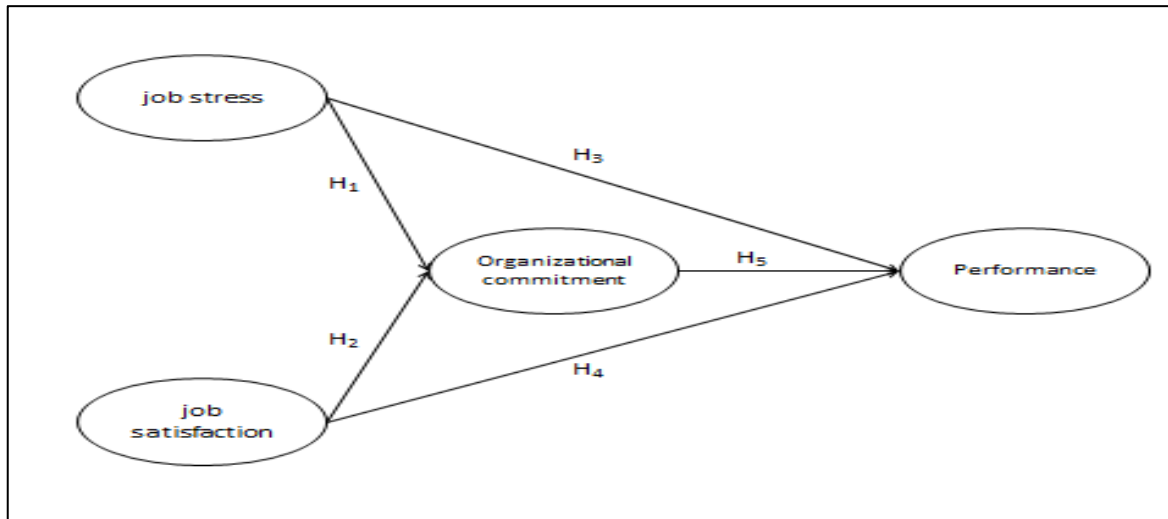 job stress
H₃
H₁
Organizational
commitment
H₅
Performance
H₂
H₄
job
satisfaction